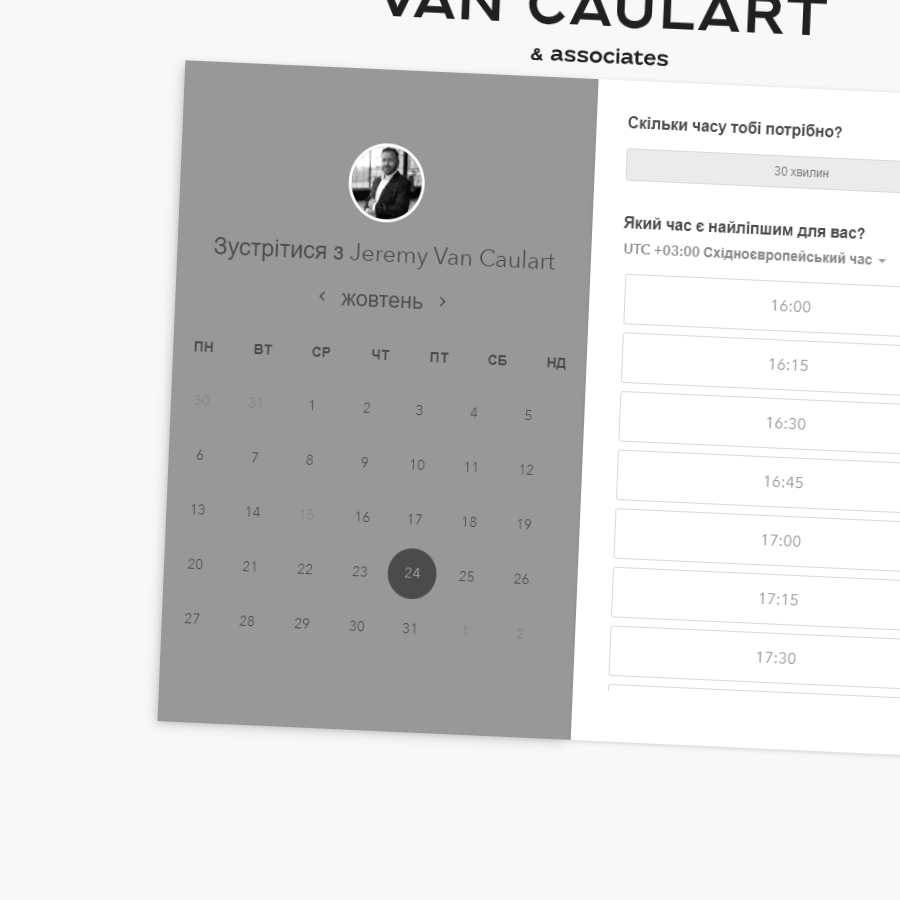 VAN CAULART
& associates
Зустрітися з Jeremy Van Caulart
‹ жовтень ›
ПН ВТ СР ЧТ ПТ СБ НД
30 31 1 2 3 4 5
6 7 8 9 10 11 12
13 14 15 16 17 18 19
20 21 22 23 24 25 26
27 28 29 30 31 1 2
Скільки часу тобі потрібно?
30 хвилин
Який час є найліпшим для вас?
UTC +03:00 Східноєвропейський час
16:00
16:15
16:30
16:45
17:00
17:15
17:30